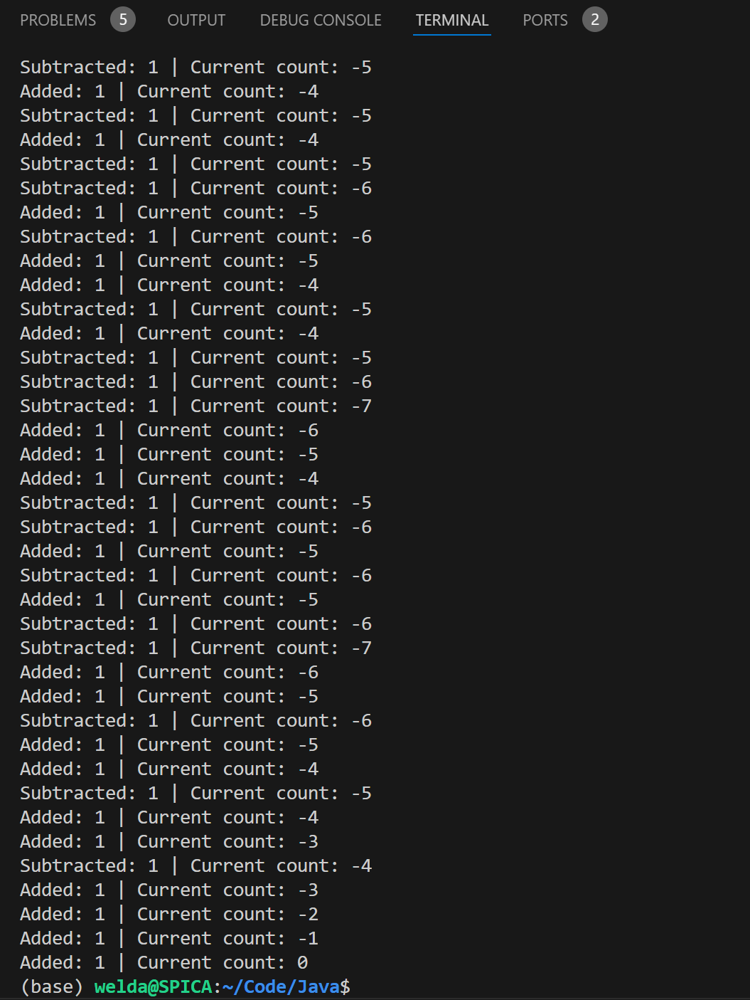 PROBLEMS 5 OUTPUT DEBUG CONSOLE TERMINAL PORTS 2
Subtracted: 1 | Current count: -5
Added: 1 | Current count: -4
Subtracted: 1 | Current count: -5
Added: 1 | Current count: -4
Subtracted: 1 | Current count: -5
Subtracted: 1 | Current count: -6
Added: 1 | Current count: -5
Subtracted: 1 | Current count: -6
Added: 1 | Current count: -5
Added: 1 | Current count: -4
Subtracted: 1 | Current count: -5
Added: 1 | Current count: -4
Subtracted: 1 | Current count: -5
Subtracted: 1 | Current count: -6
Subtracted: 1 | Current count: -7
Added: 1 | Current count: -6
Added: 1 | Current count: -5
Added: 1 | Current count: -4
Subtracted: 1 | Current count: -5
Subtracted: 1 | Current count: -6
Added: 1 | Current count: -5
Subtracted: 1 | Current count: -6
Added: 1 | Current count: -5
Subtracted: 1 | Current count: -6
Subtracted: 1 | Current count: -7
Added: 1 | Current count: -6
Added: 1 | Current count: -5
Subtracted: 1 | Current count: -6
Added: 1 | Current count: -5
Added: 1 | Current count: -4
Subtracted: 1 | Current count: -5
Added: 1 | Current count: -4
Added: 1 | Current count: -3
Subtracted: 1 | Current count: -4
Added: 1 | Current count: -3
Added: 1 | Current count: -2
Added: 1 | Current count: -1
Added: 1 | Current count: 0
(base) welda@SPICA:~/Code/Java$